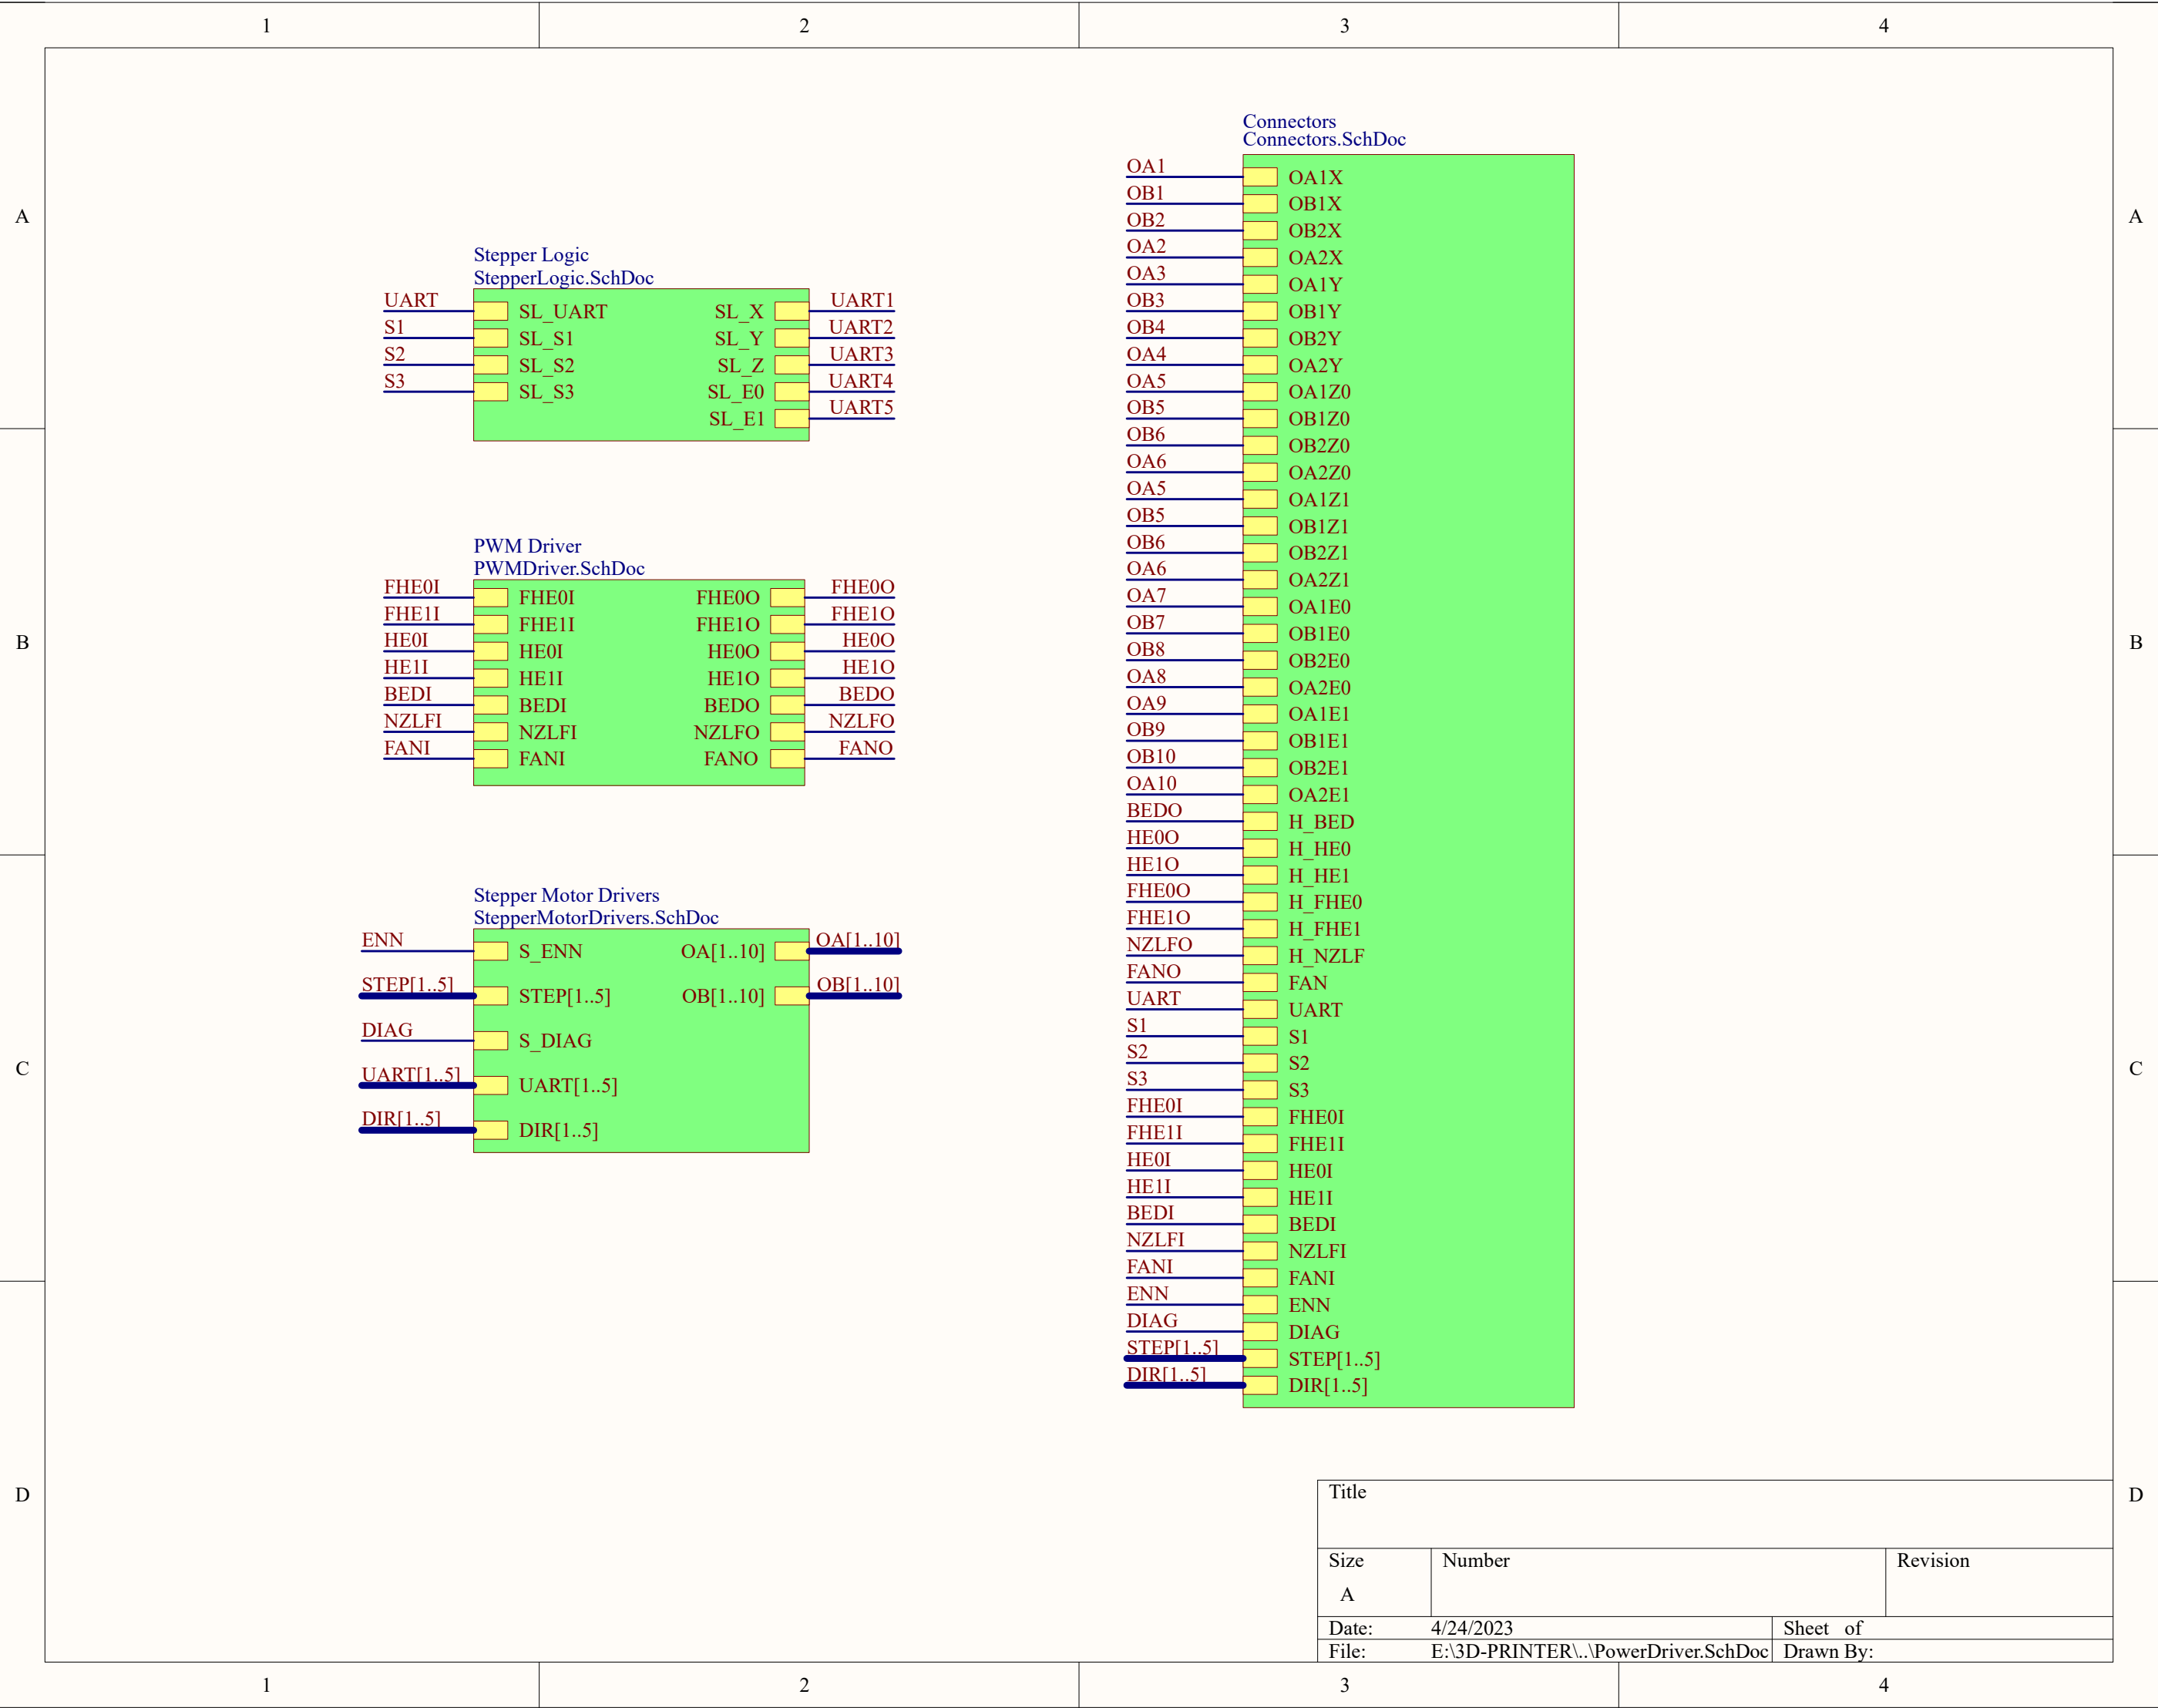 1 2 3 4
A A
B B
C C
D D
Stepper Logic
StepperLogic.SchDoc
UART SL_UART SL_X UART1
S1 SL_S1 SL_Y UART2
S2 SL_S2 SL_Z UART3
S3 SL_S3 SL_E0 UART4
SL_E1 UART5
PWM Driver
PWMDriver.SchDoc
FHE0I FHE0I FHE0O FHE0O
FHE1I FHE1I FHE1O FHE1O
HE0I HE0I HE0O HE0O
HE1I HE1I HE1O HE1O
BEDI BEDI BEDO BEDO
NZLFI NZLFI NZLFO NZLFO
FANI FANI FANO FANO
Stepper Motor Drivers
StepperMotorDrivers.SchDoc
ENN S_ENN OA[1..10] OA[1..10]
STEP[1..5] STEP[1..5] OB[1..10] OB[1..10]
DIAG S_DIAG
UART[1..5] UART[1..5]
DIR[1..5] DIR[1..5]
Connectors
Connectors.SchDoc
OA1 OA1X
OB1 OB1X
OB2 OB2X
OA2 OA2X
OA3 OA1Y
OB3 OB1Y
OB4 OB2Y
OA4 OA2Y
OA5 OA1Z0
OB5 OB1Z0
OB6 OB2Z0
OA6 OA2Z0
OA5 OA1Z1
OB5 OB1Z1
OB6 OB2Z1
OA6 OA2Z1
OA7 OA1E0
OB7 OB1E0
OB8 OB2E0
OA8 OA2E0
OA9 OA1E1
OB9 OB1E1
OB10 OB2E1
OA10 OA2E1
BEDO H_BED
HE0O H_HE0
HE1O H_HE1
FHE0O H_FHE0
FHE1O H_FHE1
NZLFO H_NZLF
FANO FAN
UART UART
S1 S1
S2 S2
S3 S3
FHE0I FHE0I
FHE1I FHE1I
HE0I HE0I
HE1I HE1I
BEDI BEDI
NZLFI NZLFI
FANI FANI
ENN ENN
DIAG DIAG
STEP[1..5] STEP[1..5]
DIR[1..5] DIR[1..5]
Title
Size Number Revision
A
Date: 4/24/2023 Sheet of
File: E:\3D-PRINTER\..\PowerDriver.SchDoc Drawn By:
1 2 3 4